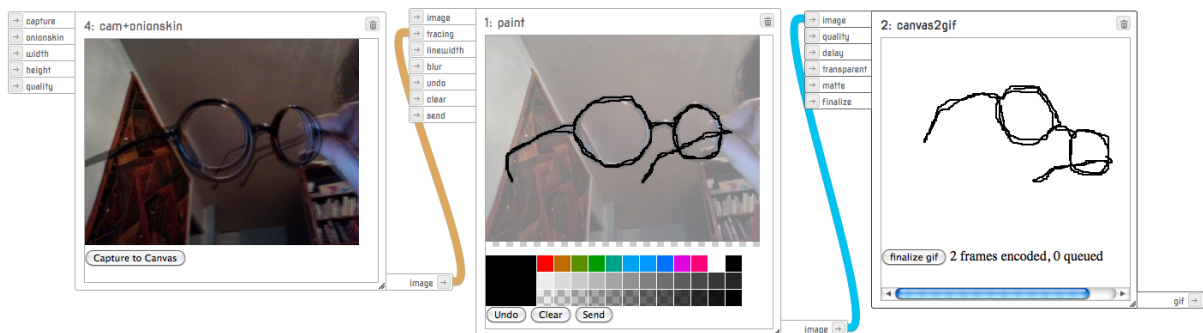 capture
onionskin
width
height
quality
4: cam+onionskin
Capture to Canvas
image
image
tracing
linewidth
blur
undo
clear
send
1: paint
Undo
Clear
Send
image
image
quality
delay
transparent
matte
finalize
2: canvas2gif
finalize gif
2 frames encoded, 0 queued
gif